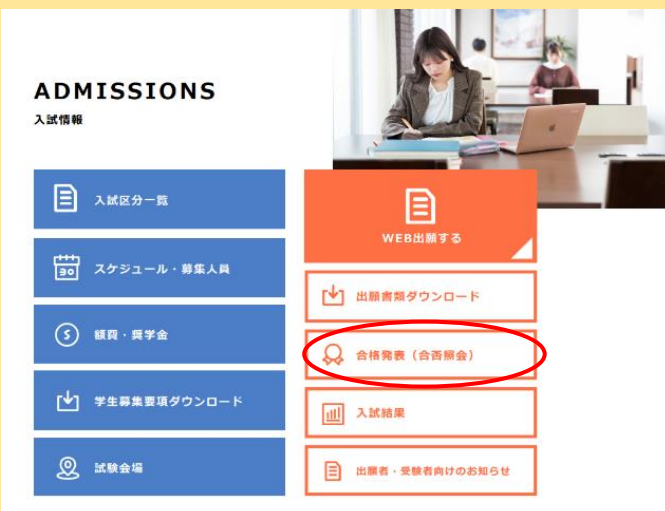 ADMISSIONS
入試情報
入試区分一覧
スケジュール・募集人員
30
学費・奨学金
学生募集要項ダウンロード
試験会場
WEB出願する
出願書類ダウンロード
合格発表（合否照会）
入試結果
出願者・受験者向けのお知らせ